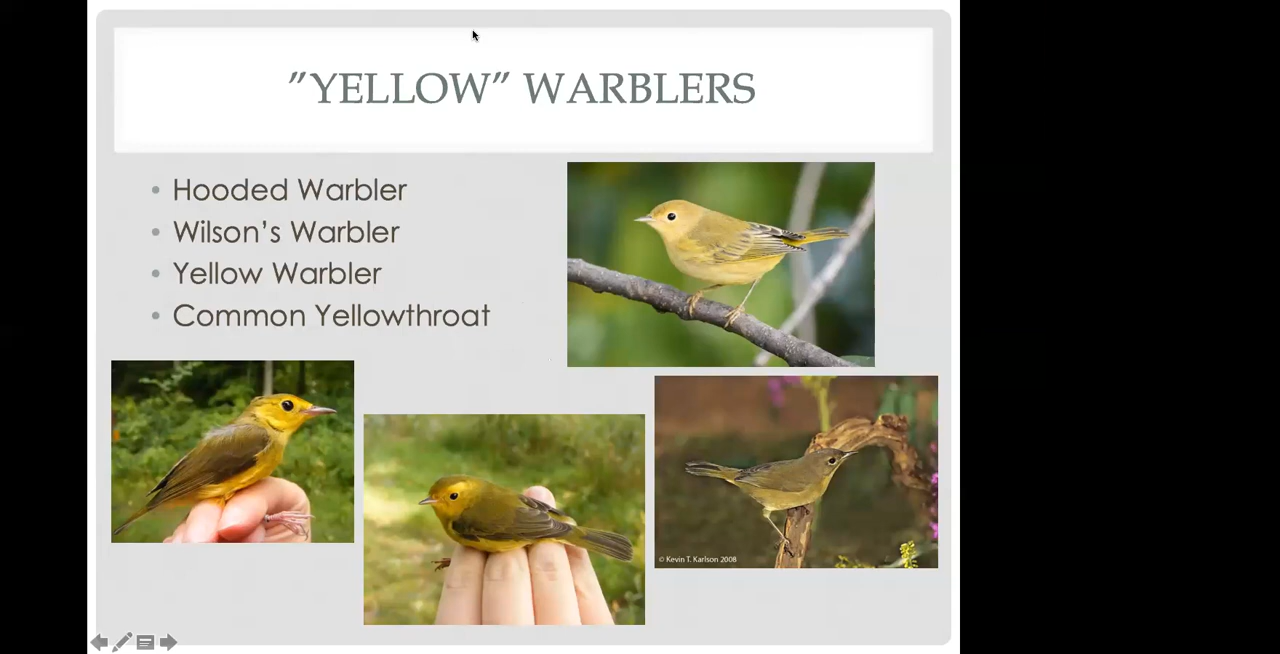 ”YELLOW” WARBLERS
• Hooded Warbler
• Wilson’s Warbler
• Yellow Warbler
• Common Yellowthroat
© Kevin T. Karlson 2008